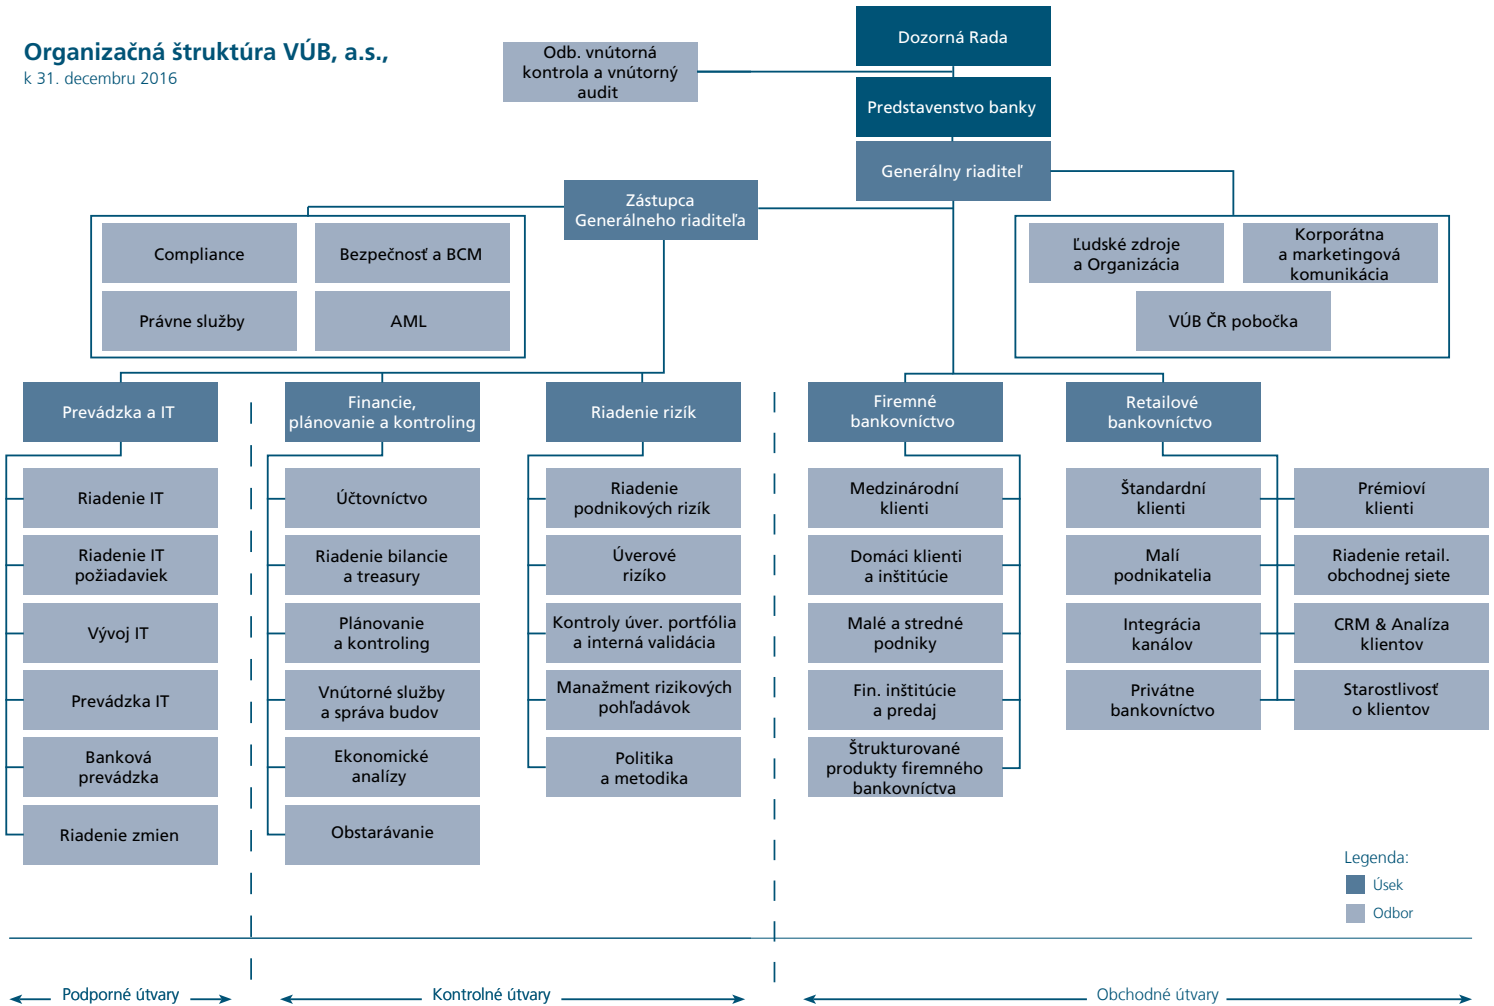 Organizačná štruktúra VÚB, a.s.,
k 31. decembru 2016
Odb. vnútorná
kontrola a vnútorný
audit
Dozorná Rada
Predstavenstvo banky
Generálny riaditeľ
Zástupca
Generálneho riaditeľa
Compliance
Bezpečnosť a BCM
Právne služby
AML
Ľudské zdroje
a Organizácia
Korporátna
a marketingová
komunikácia
VÚB ČR pobočka
Prevádzka a IT
Riadenie IT
Riadenie IT
požiadaviek
Vývoj IT
Prevádzka IT
Banková
prevádzka
Riadenie zmien
Financie,
plánovanie a kontroling
Účtovníctvo
Riadenie bilancie
a treasury
Plánovanie
a kontroling
Vnútorné služby
a správa budov
Ekonomické
analízy
Obstarávanie
Riadenie rizík
Riadenie
podnikových rizík
Úverové
riziko
Kontroly úver. portfólia
a interná validácia
Manažment rizikových
pohľadávok
Politika
a metodika
Firemné
bankovníctvo
Medzinárodní
klienti
Domáci klienti
a inštitúcie
Malé a stredné
podniky
Fin. inštitúcie
a predaj
Štrukturované
produkty firemného
bankovníctva
Retailové
bankovníctvo
Štandardní
klienti
Malí
podnikatelia
Integrácia
kanálov
Privátne
bankovníctvo
Prémioví
klienti
Riadenie retail.
obchodnej siete
CRM & Analíza
klientov
Starostlivosť
o klientov
Legenda:
Úsek
Odbor
Podporné útvary
Kontrolné útvary
Obchodné útvary